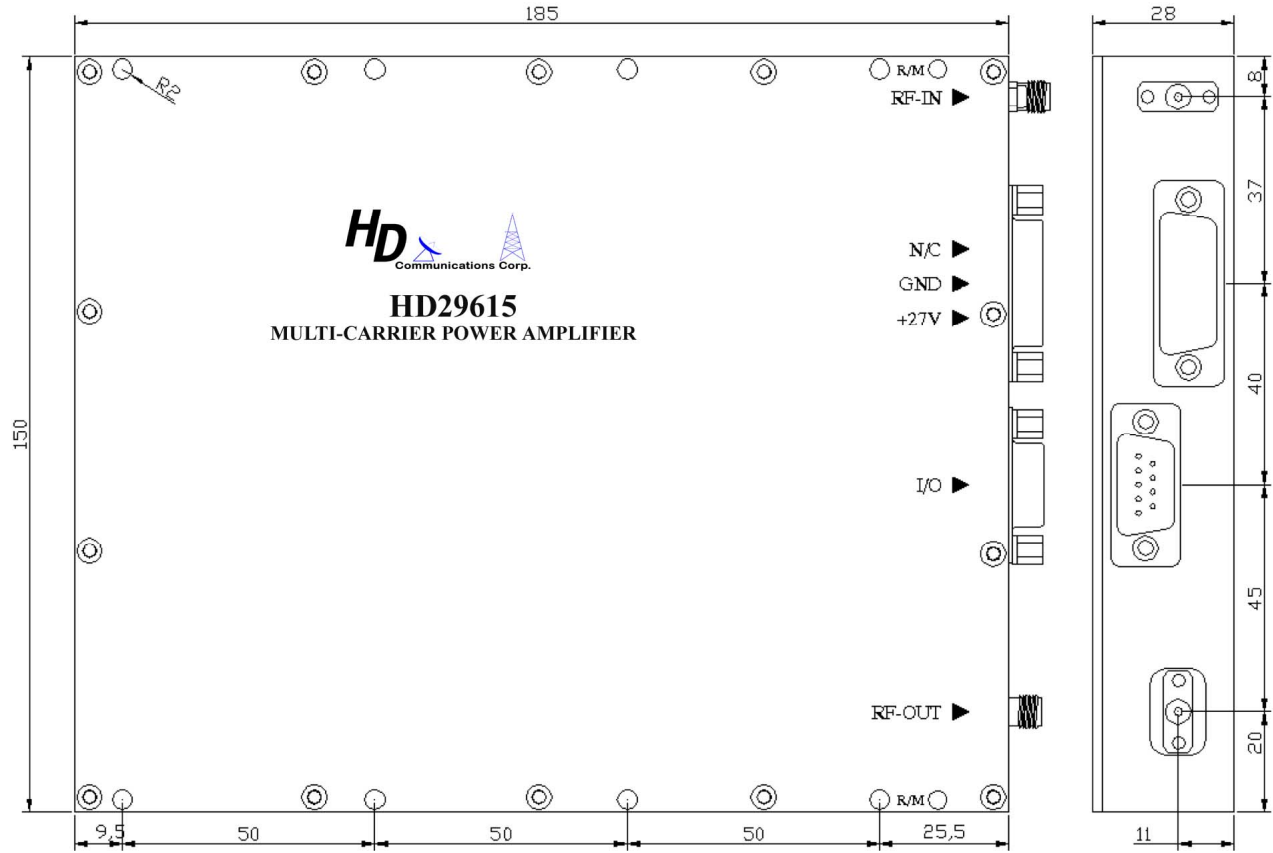 185
28
R2
R/M
RF-IN
8
37
HD
Communications Corp.
N/C
GND
+27V
HD29615
MULTI-CARRIER POWER AMPLIFIER
40
150
I/O
45
RF-OUT
20
R/M
9,5
50
50
50
25,5
11